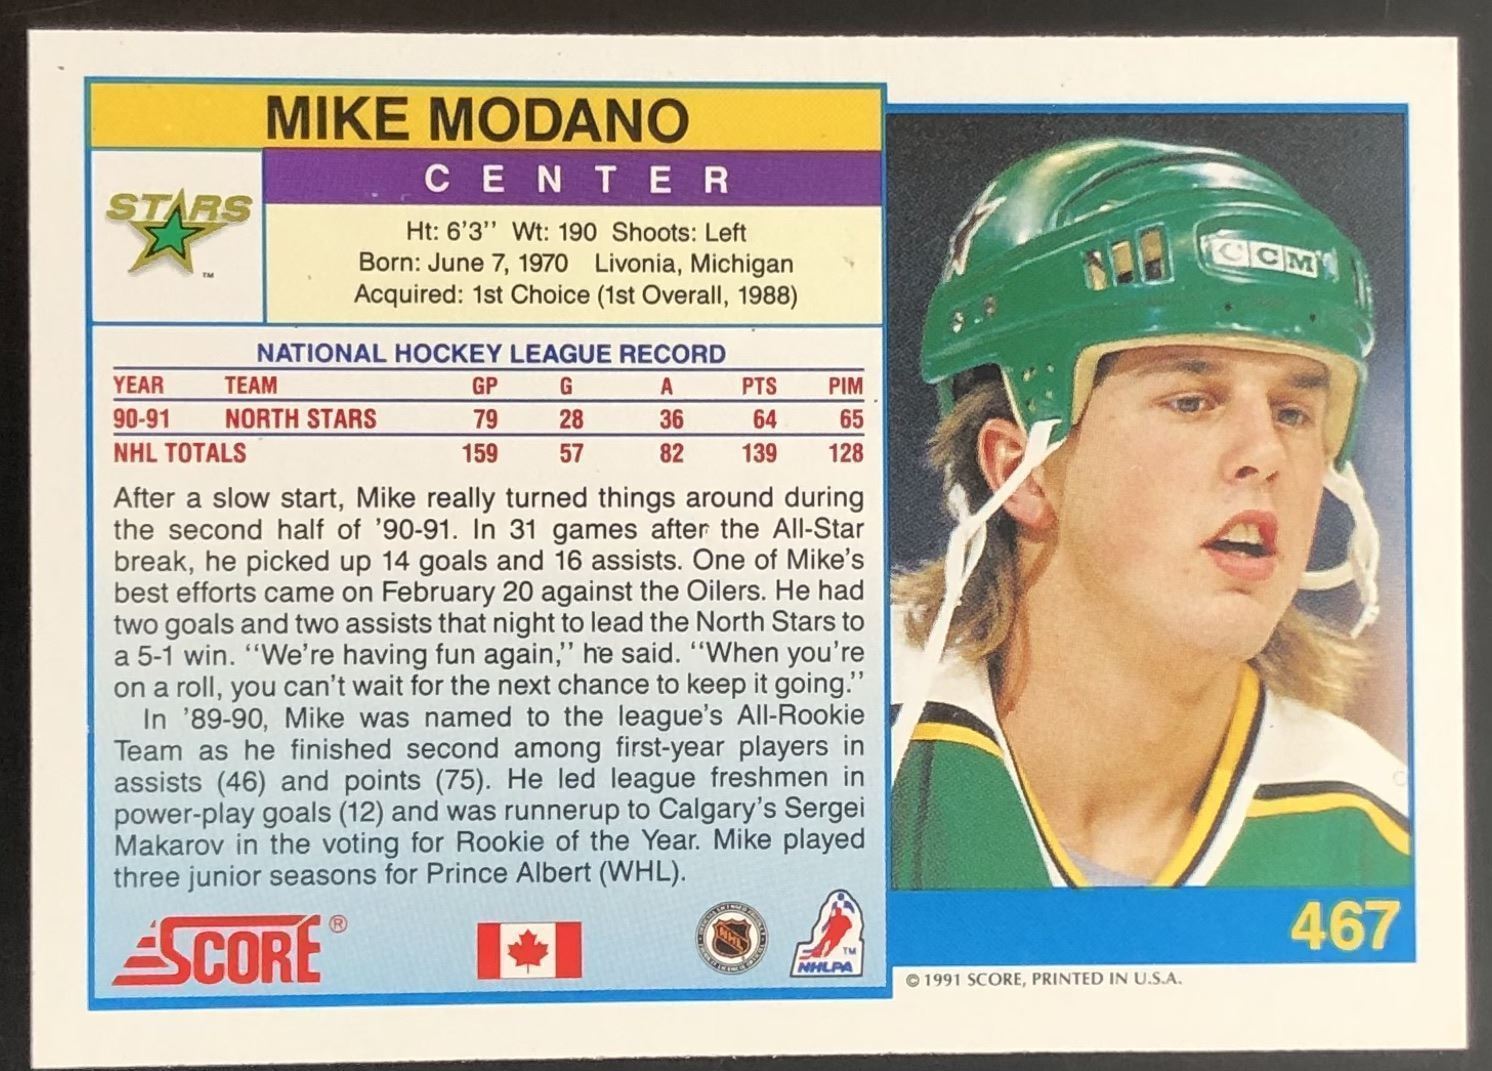 MIKE MODANO
CENTER
STARS
™
Ht: 6'3'' Wt: 190 Shoots: Left
Born: June 7, 1970 Livonia, Michigan
Acquired: 1st Choice (1st Overall, 1988)
NATIONAL HOCKEY LEAGUE RECORD
YEAR TEAM GP G A PTS PIM
90-91 NORTH STARS 79 28 36 64 65
NHL TOTALS 159 57 82 139 128
After a slow start, Mike really turned things around during
the second half of '90-91. In 31 games after the All-Star
break, he picked up 14 goals and 16 assists. One of Mike's
best efforts came on February 20 against the Oilers. He had
two goals and two assists that night to lead the North Stars to
a 5-1 win. ‘‘We're having fun again,’’ he said. ‘‘When you're
on a roll, you can't wait for the next chance to keep it going.’’
In '89-90, Mike was named to the league's All-Rookie
Team as he finished second among first-year players in
assists (46) and points (75). He led league freshmen in
power-play goals (12) and was runnerup to Calgary's Sergei
Makarov in the voting for Rookie of the Year. Mike played
three junior seasons for Prince Albert (WHL).
SCORE®
NHL
™
NHLPA
CCM
467
© 1991 SCORE, PRINTED IN U.S.A.